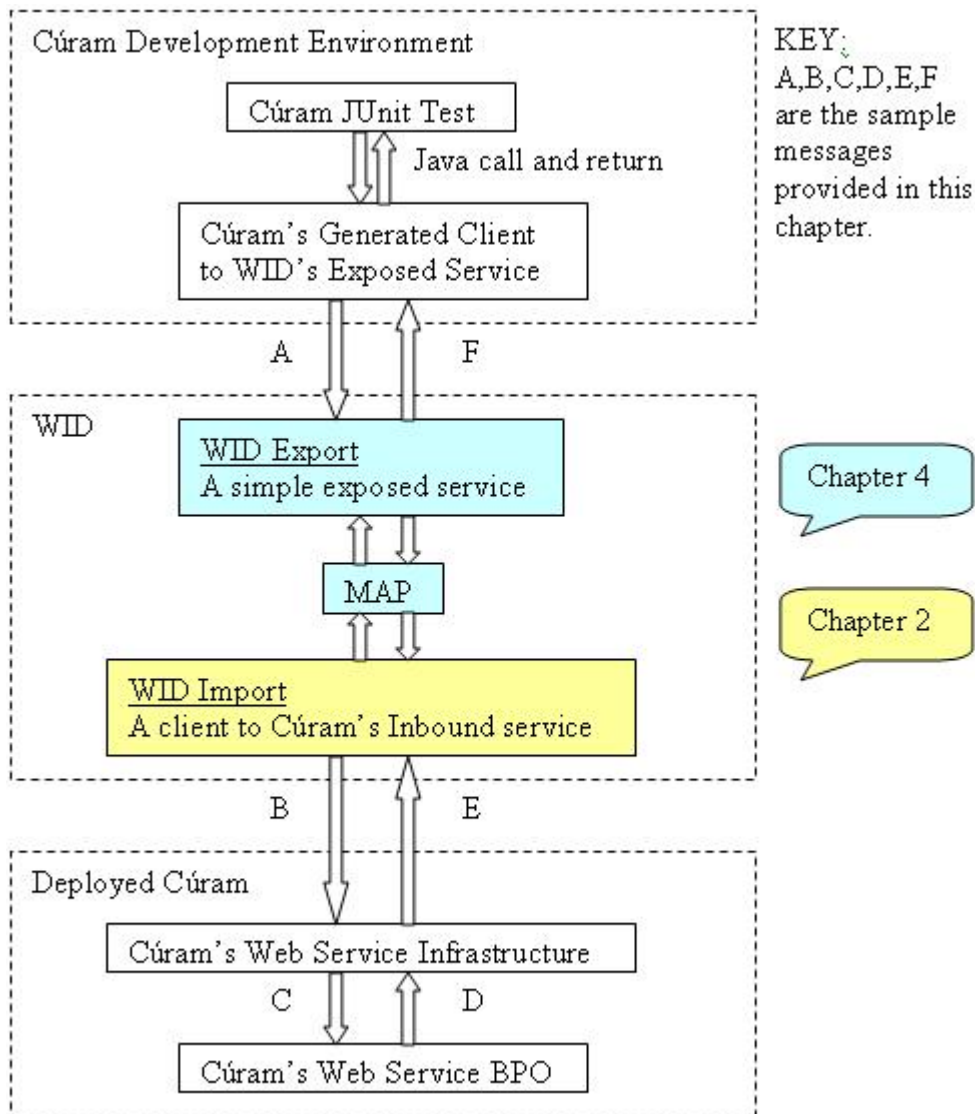 Cúram Development Environment
Cúram JUnit Test
Java call and return
Cúram's Generated Client
to WID's Exposed Service
KEY:
A,B,C,D,E,F
are the sample
messages
provided in this
chapter.
A
F
WID
WID Export
A simple exposed service
MAP
WID Import
A client to Cúram's Inbound service
Chapter 4
Chapter 2
B
E
Deployed Cúram
Cúram's Web Service Infrastructure
C
D
Cúram's Web Service BPO